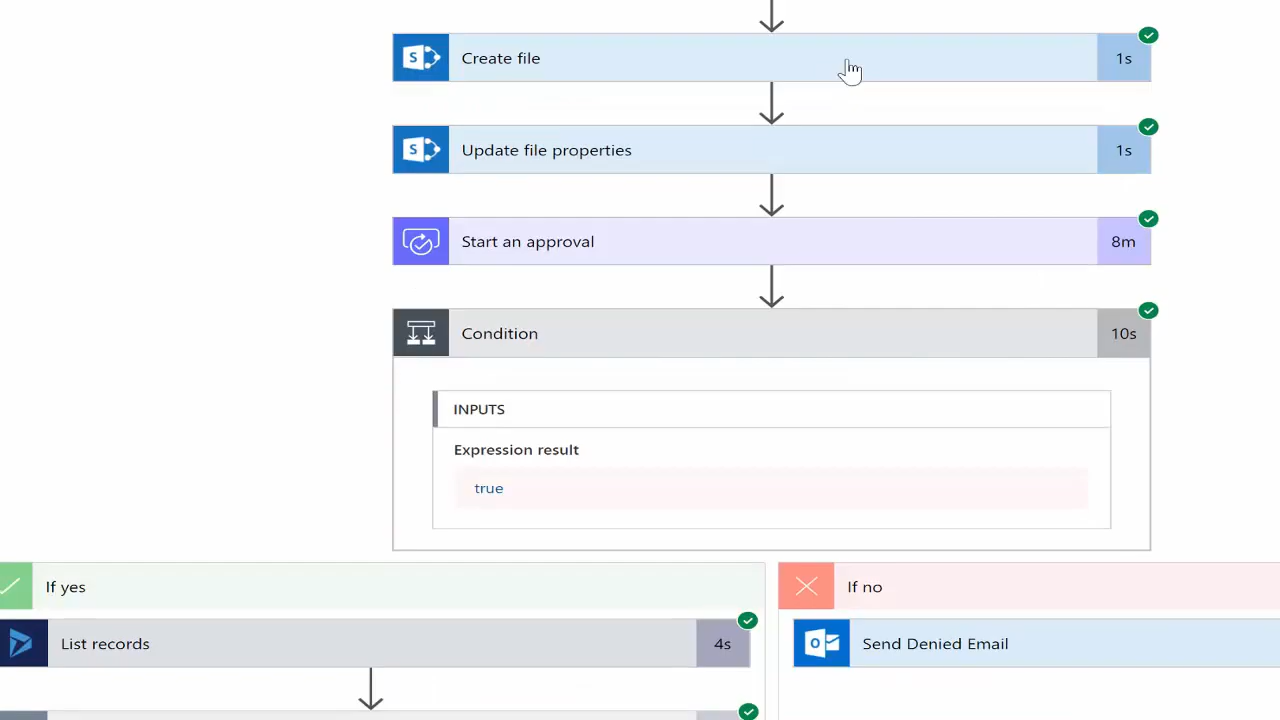 Create file
1s
Update file properties
1s
Start an approval
8m
Condition
10s
INPUTS
Expression result
true
If yes
If no
List records
4s
Send Denied Email